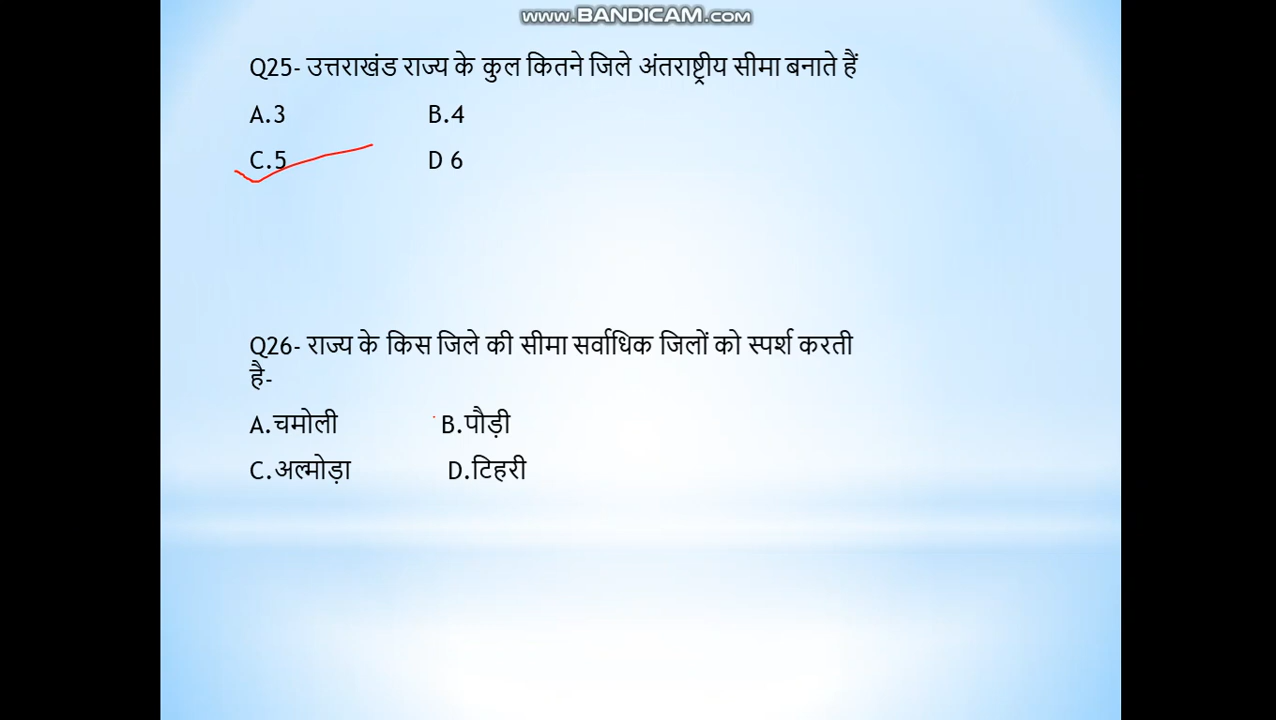 www.BANDICAM.com
Q25- उत्तराखंड राज्य के कुल कितने जिले अंतराष्ट्रीय सीमा बनाते हैं
A.3 B.4
C.5 D 6
Q26- राज्य के किस जिले की सीमा सर्वाधिक जिलों को स्पर्श करती
है-
A.चमोली B.पौड़ी
C.अल्मोड़ा D.टिहरी